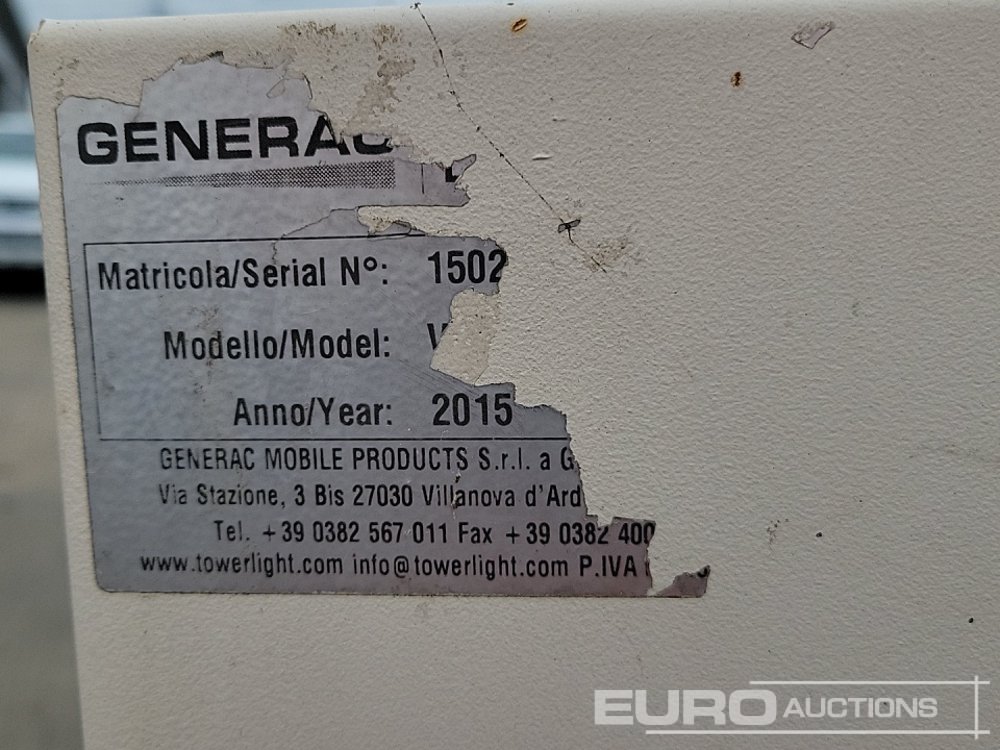 GENERAC
Matricola/Serial Nº: 1502
Modello/Model:
Anno/Year: 2015
GENERAC MOBILE PRODUCTS S.r.l. a
Via Stazione, 3 Bis 27030 Villanova d'Ard
Tel. +39 0382 567 011 Fax +39 0382 400
www.towerlight.com info@towerlight.com P.IVA
EURO AUCTIONS